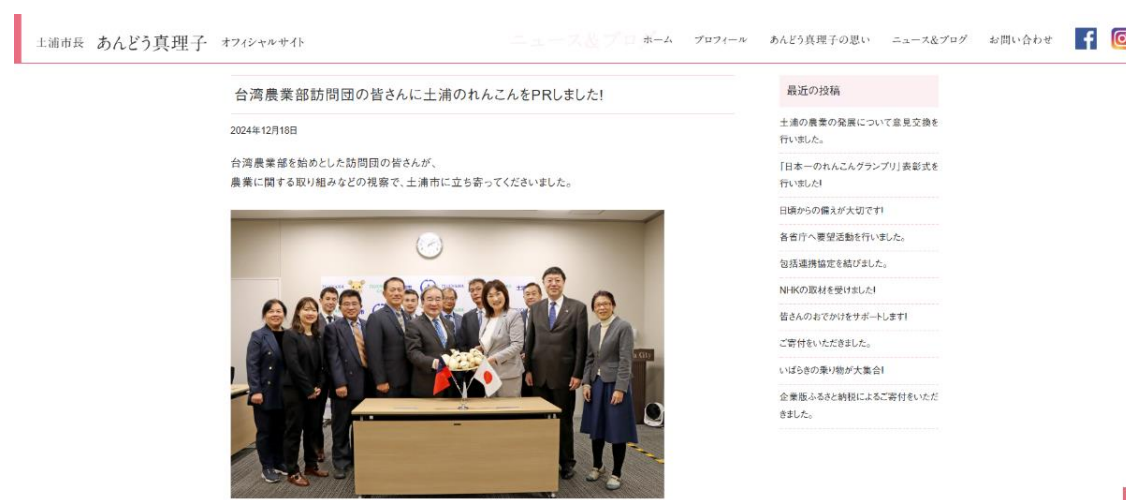 土浦市長 あんどう真理子 オフィシャルサイト
ニュース&ブログ
ホーム プロフィール あんどう真理子の思い ニュース&ブログ お問い合わせ
台湾農業部訪問団の皆さんに土浦のれんこんをPRしました!
2024年12月18日
台湾農業部を始めとした訪問団の皆さんが、
農業に関する取り組みなどの視察で、土浦市に立ち寄ってくださいました。
最近の投稿
土浦の農業の発展について意見交換を
行いました。
「日本一のれんこんグランプリ」表彰式を
行いました!
日頃からの備えが大切です!
各省庁へ要望活動を行いました。
包括連携協定を結びました。
NHKの取材を受けました!
皆さんのおでかけをサポートします!
ご寄付をいただきました。
いばらきの乗り物が大集合!
企業版ふるさと納税によるご寄付をいただ
きました。